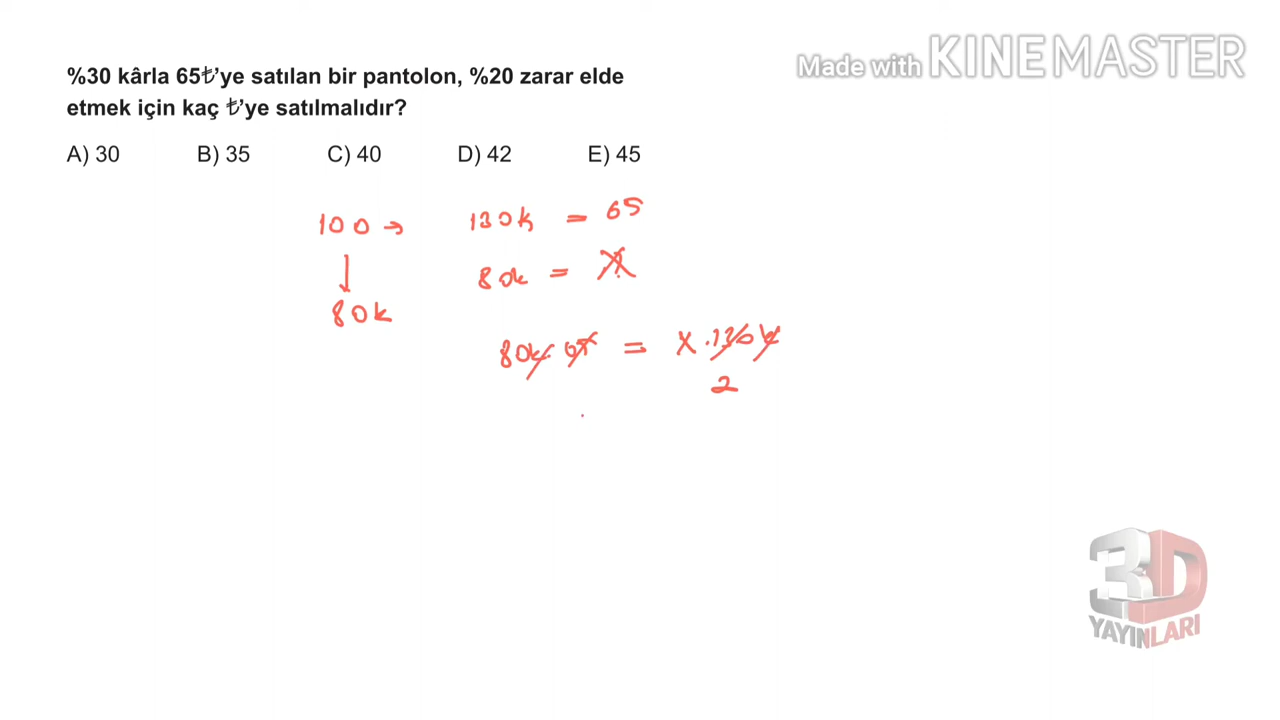 %30 kârla 65₺'ye satılan bir pantolon, %20 zarar elde
etmek için kaç ₺'ye satılmalıdır?
A) 30 B) 35 C) 40 D) 42 E) 45
100 → 130k = 65
80k = X
80k
80k. 65 = X .130k
2
Made with KINEMASTER
3D
YAYINLARI